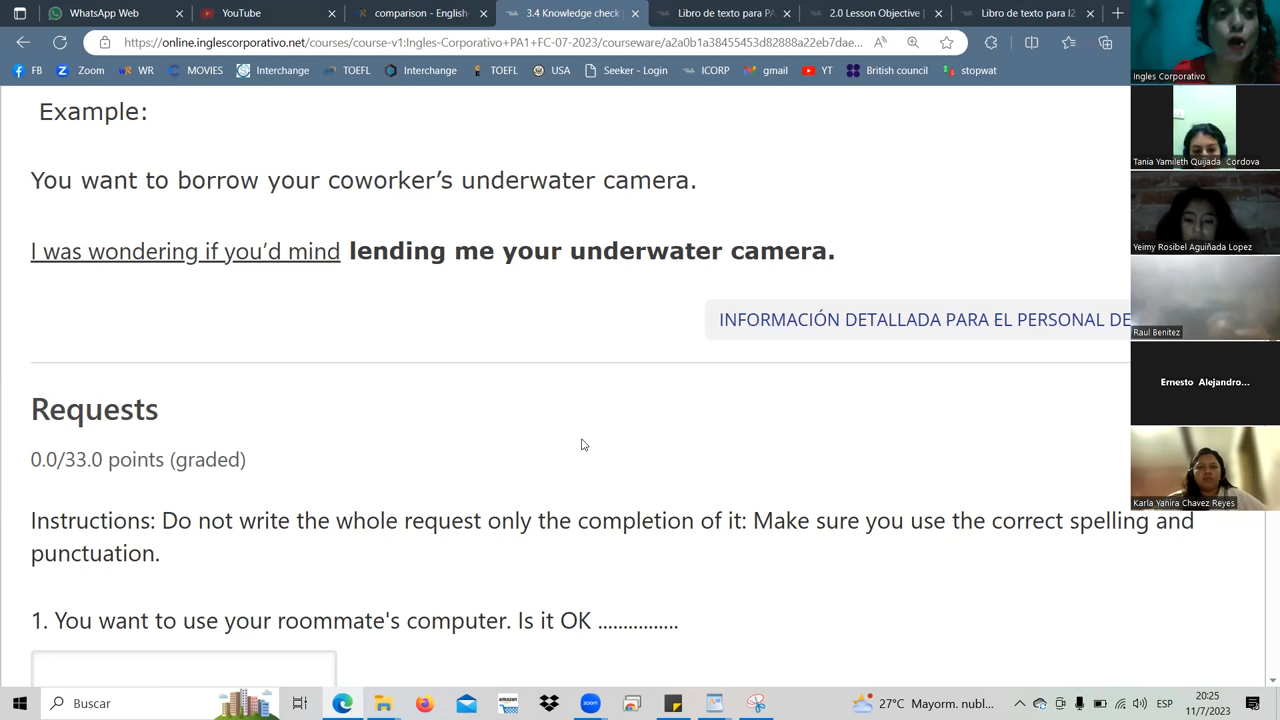 WhatsApp Web
YouTube
comparison - English-
3.4 Knowledge check
Libro de texto para PA
2.0 Lesson Objective
Libro de texto para I2
https://online.inglescorporativo.net/courses/course-v1:Ingles-Corporativo+PA1+FC-07-2023/courseware/a2a0b1a38455453d82888a22eb7dae...
FB
Zoom
WR
MOVIES
Interchange
TOEFL
Interchange
TOEFL
USA
Seeker - Login
ICORP
gmail
YT
British council
stopwat
Ingles Corporativo
Example:
You want to borrow your coworker’s underwater camera.
Tania Yamileth Quijada Cordova
I was wondering if you’d mind lending me your underwater camera.
Yeimy Rosibel Aguiñada Lopez
INFORMACIÓN DETALLADA PARA EL PERSONAL DE
Raul Benitez
Requests
Ernesto Alejandro...
0.0/33.0 points (graded)
Karla Yanira Chavez Reyes
Instructions: Do not write the whole request only the completion of it: Make sure you use the correct spelling and
punctuation.
1. You want to use your roommate's computer. Is it OK ................
Buscar
amazon
zoom
27°C Mayorm. nubl...
ESP
20:25
11/7/2023